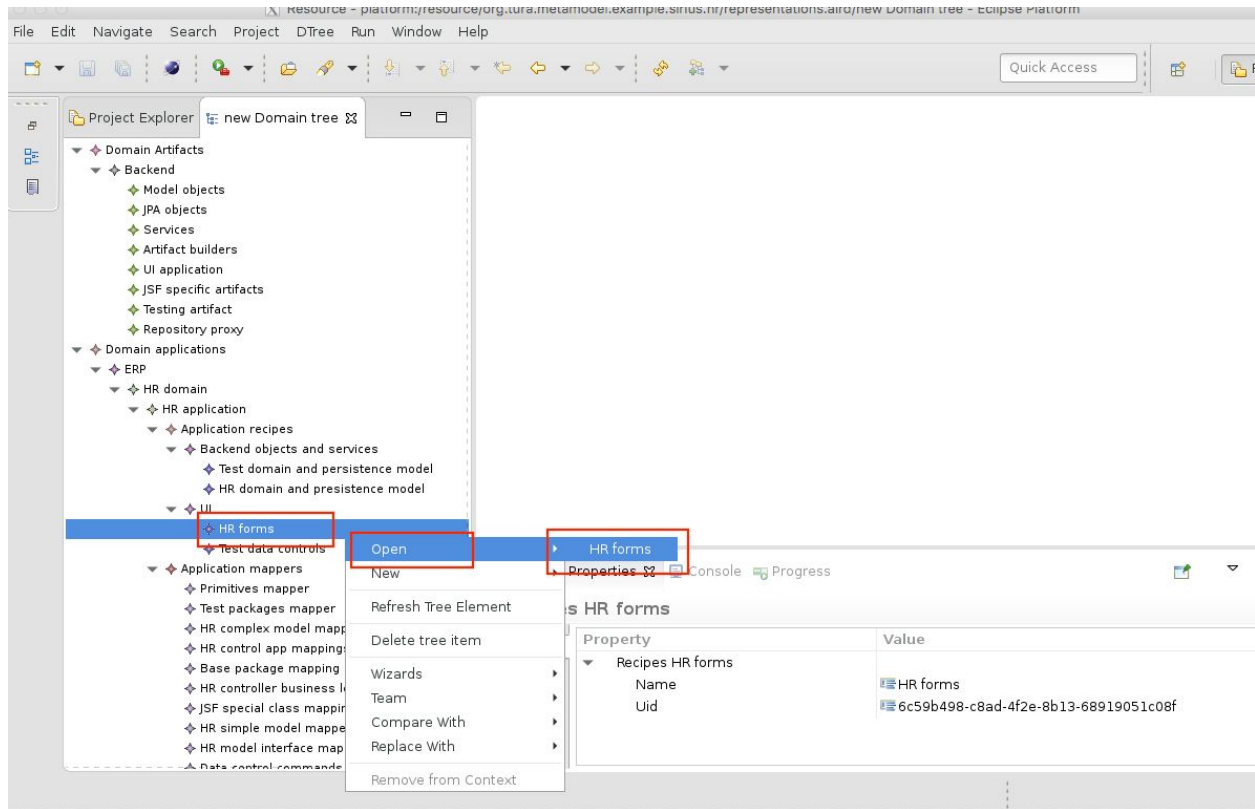 Resource - platform:/resource/org.tura.metamodel.example.sirius.hr/representations.aird/new Domain tree - Eclipse Platform
File Edit Navigate Search Project DTree Run Window Help
Quick Access
Project Explorer new Domain tree
Domain Artifacts
Backend
Model objects
JPA objects
Services
Artifact builders
UI application
JSF specific artifacts
Testing artifact
Repository proxy
Domain applications
ERP
HR domain
HR application
Application recipes
Backend objects and services
Test domain and persistence model
HR domain and presistence model
UI
HR forms
Test data controls
Application mappers
Primitives mapper
Test packages mapper
HR complex model mapp
HR control app mapping
Base package mapping
HR controller business l
JSF special class mappin
HR simple model mappe
HR model interface map
Data control commands
Open
New
Refresh Tree Element
Delete tree item
Wizards
Team
Compare With
Replace With
Remove from Context
HR forms
Properties Console Progress
s HR forms
Property Value
Recipes HR forms
Name HR forms
Uid 6c59b498-c8ad-4f2e-8b13-68919051c08f